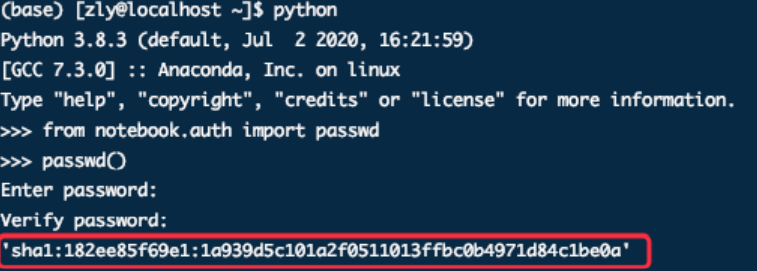 (base) [zly@localhost ~]$ python
Python 3.8.3 (default, Jul  2 2020, 16:21:59)
[GCC 7.3.0] :: Anaconda, Inc. on linux
Type "help", "copyright", "credits" or "license" for more information.
>>> from notebook.auth import passwd
>>> passwd()
Enter password:
Verify password:
'sha1:182ee85f69e1:1a939d5c101a2f0511013ffbc0b4971d84c1be0a'